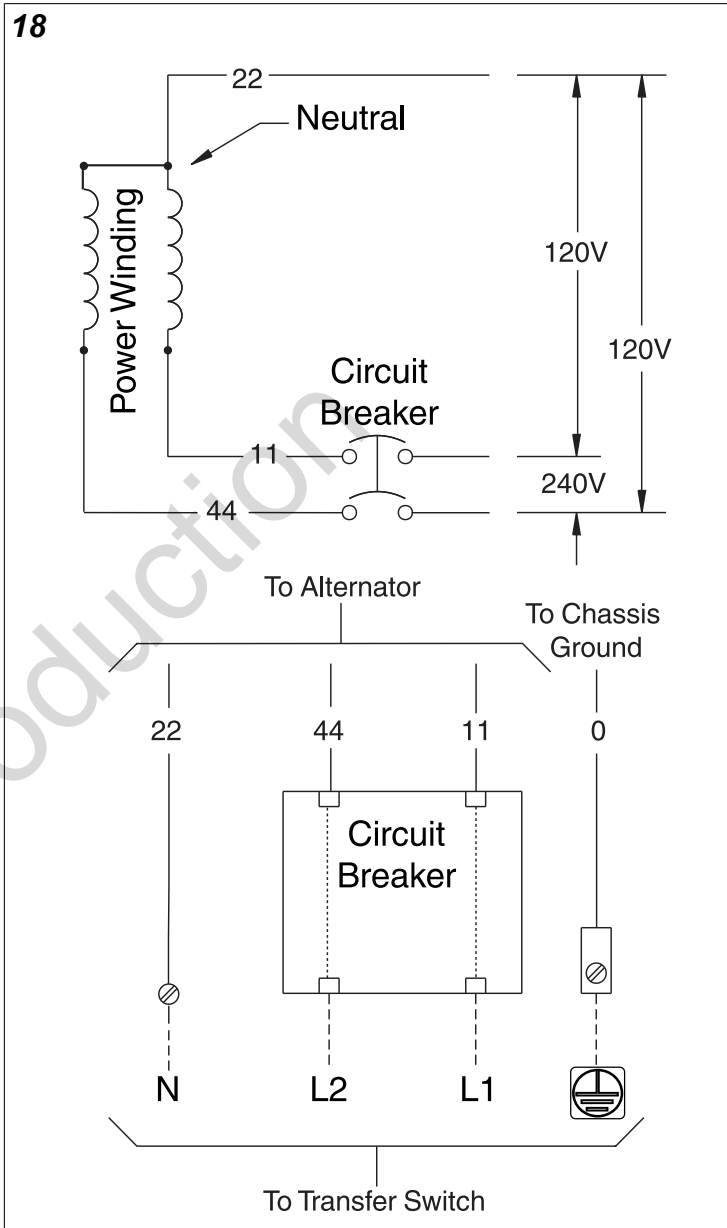 18
22
Neutral
Power Winding
120V
120V
Circuit
Breaker
11
240V
44
To Alternator
To Chassis
Ground
22
44
11
0
Circuit
Breaker
N
L2
L1
To Transfer Switch
oduction